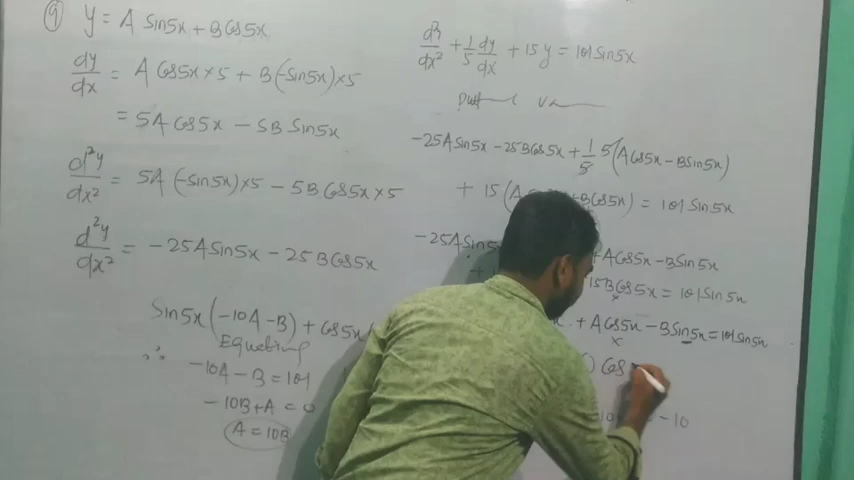 9 y = A Sin5x + B Cos5x
dy/dx = A Cos5x × 5 + B(-Sin5x) × 5
= 5A Cos5x - 5B Sin5x
d²y/dx² = 5A (-Sin5x) × 5 - 5B Cos5x × 5
d²y/dx² = -25A Sin5x - 25B Cos5x
Sin5x (-10A - B) + Cos5x
Equating
∴ -10A - B = 101
-10B + A = 0
A = 10B
d²y/dx² + 1/5 dy/dx + 15y = 101 Sin5x
-25A Sin5x - 25B Cos5x + 1/5 5(A Cos5x - B Sin5x)
+ 15 (A + B Cos5x) = 101 Sin5x
-25A Sin5 + A Cos5x - B Sin5x
+ 15B Cos5x = 101 Sin5x
+ A Cos5x - B Sin5x = 101 Sin5x
) Cos
-10